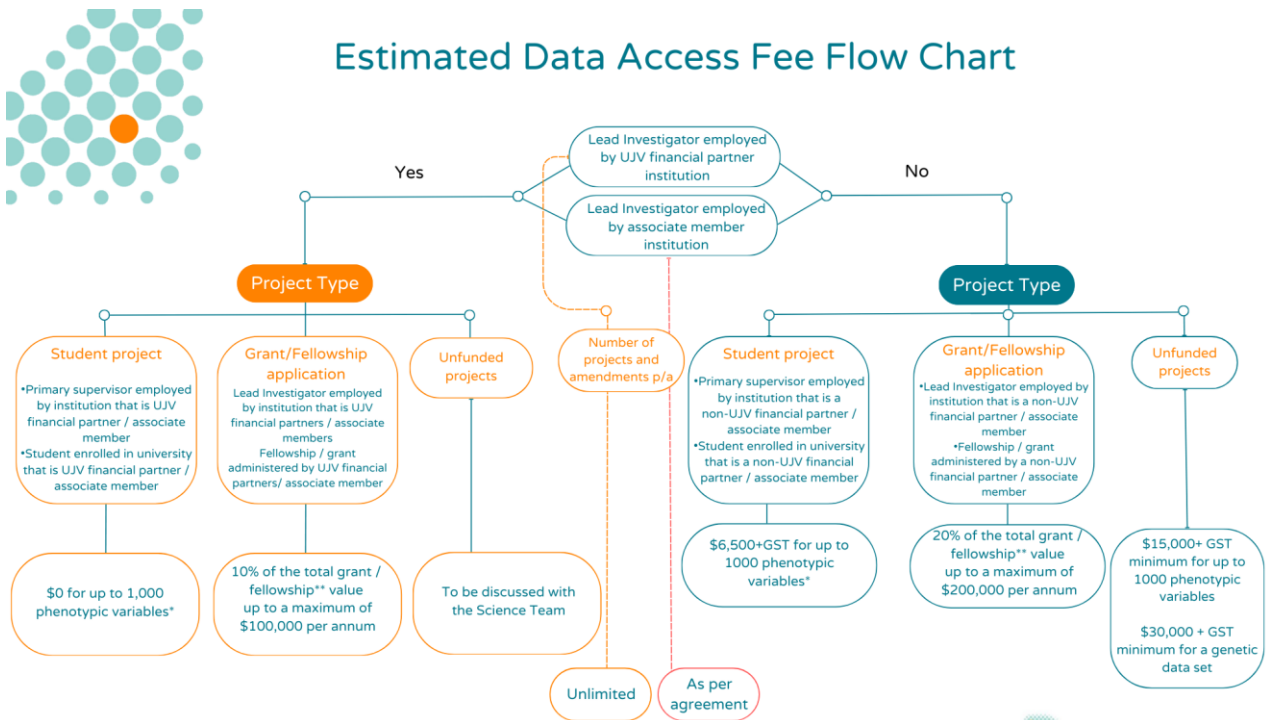 Estimated Data Access Fee Flow Chart
Lead Investigator employed
by UJV financial partner
institution
Yes
No
Lead Investigator employed
by associate member
institution
Project Type
Project Type
Student project
•Primary supervisor employed
by institution that is UJV
financial partner / associate
member
•Student enrolled in university
that is UJV financial partner /
associate member
Grant/Fellowship
application
Lead Investigator employed
by institution that is UJV
financial partners / associate
members
Fellowship / grant
administered by UJV financial
partners/ associate member
Unfunded
projects
Number of
projects and
amendments p/a
Student project
•Primary supervisor employed
by institution that is a
non-UJV financial partner /
associate member
•Student enrolled in university
that is a non-UJV financial
partner / associate member
Grant/Fellowship
application
•Lead Investigator employed by
institution that is a non-UJV
financial partner / associate
member
•Fellowship / grant
administered by a non-UJV
financial partner / associate
member
Unfunded
projects
$0 for up to 1,000
phenotypic variables*
10% of the total grant /
fellowship** value
up to a maximum of
$100,000 per annum
To be discussed with
the Science Team
$6,500+GST for up to
1000 phenotypic
variables*
20% of the total grant /
fellowship** value
up to a maximum of
$200,000 per annum
$15,000+ GST
minimum for up to
1000 phenotypic
variables
$30,000 + GST
minimum for a genetic
data set
Unlimited
As per
agreement